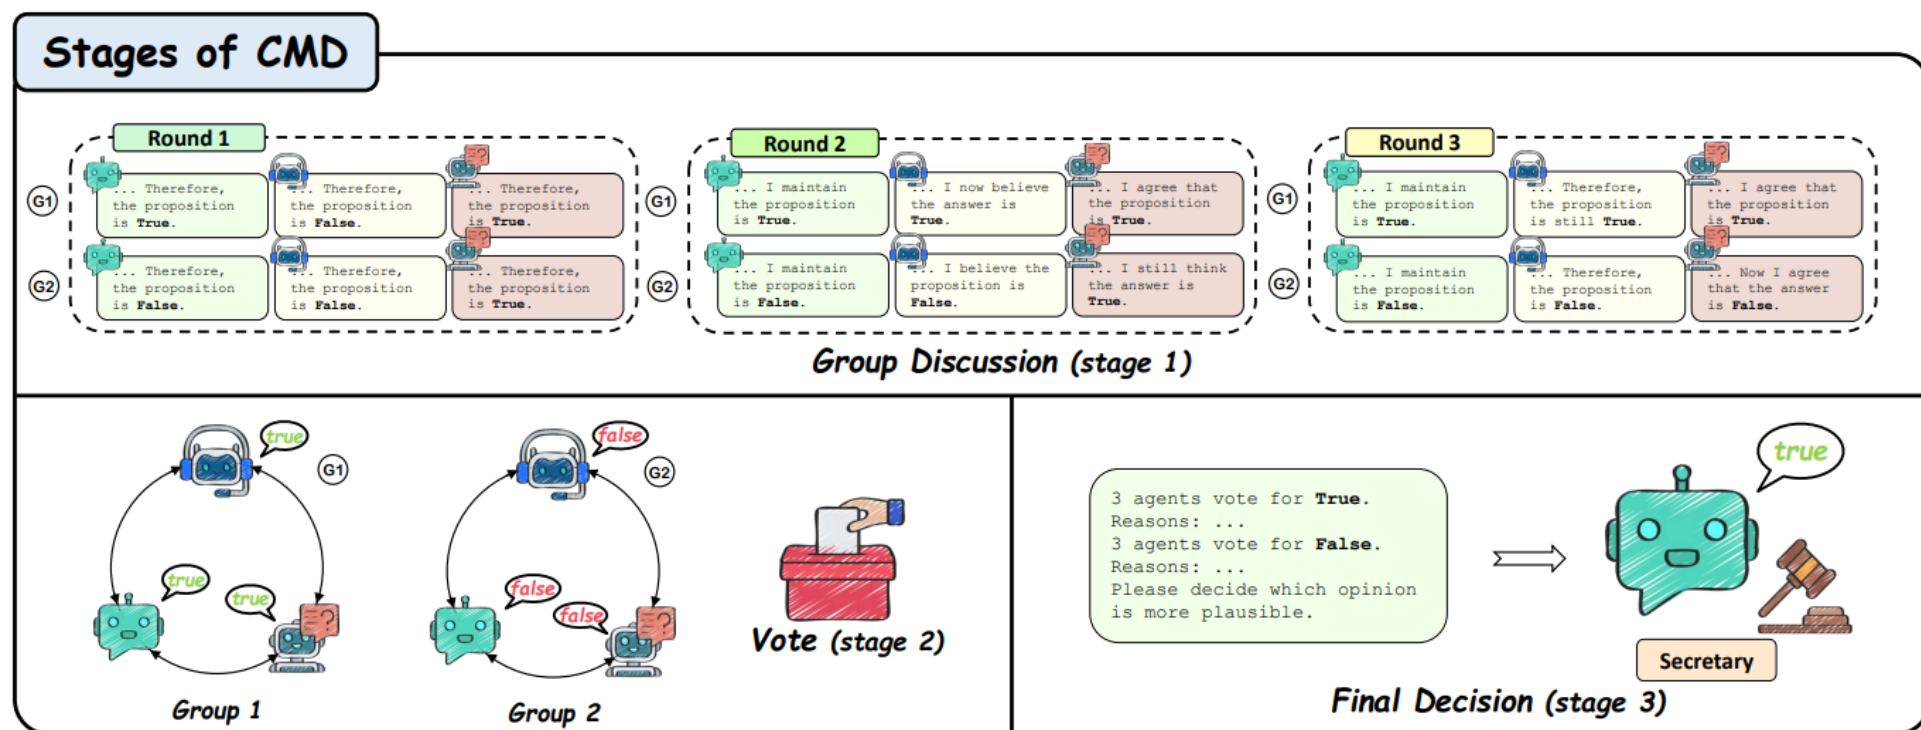 Stages of CMD
Round 1
G1
... Therefore,
the proposition
is True.
... Therefore,
the proposition
is False.
... Therefore,
the proposition
is True.
G2
... Therefore,
the proposition
is False.
... Therefore,
the proposition
is False.
... Therefore,
the proposition
is True.
Round 2
G1
... I maintain
the proposition
is True.
... I now believe
the answer is
True.
... I agree that
the proposition
is True.
G2
... I maintain
the proposition
is False.
... I believe the
proposition is
False.
... I still think
the answer is
True.
Round 3
G1
... I maintain
the proposition
is True.
... Therefore,
the proposition
is still True.
... I agree that
the proposition
is True.
G2
... I maintain
the proposition
is False.
... Therefore,
the proposition
is False.
... Now I agree
that the answer
is False.
Group Discussion (stage 1)
true
G1
true
true
Group 1
false
G2
false
false
Group 2
Vote (stage 2)
3 agents vote for True.
Reasons: ...
3 agents vote for False.
Reasons: ...
Please decide which opinion
is more plausible.
true
Secretary
Final Decision (stage 3)